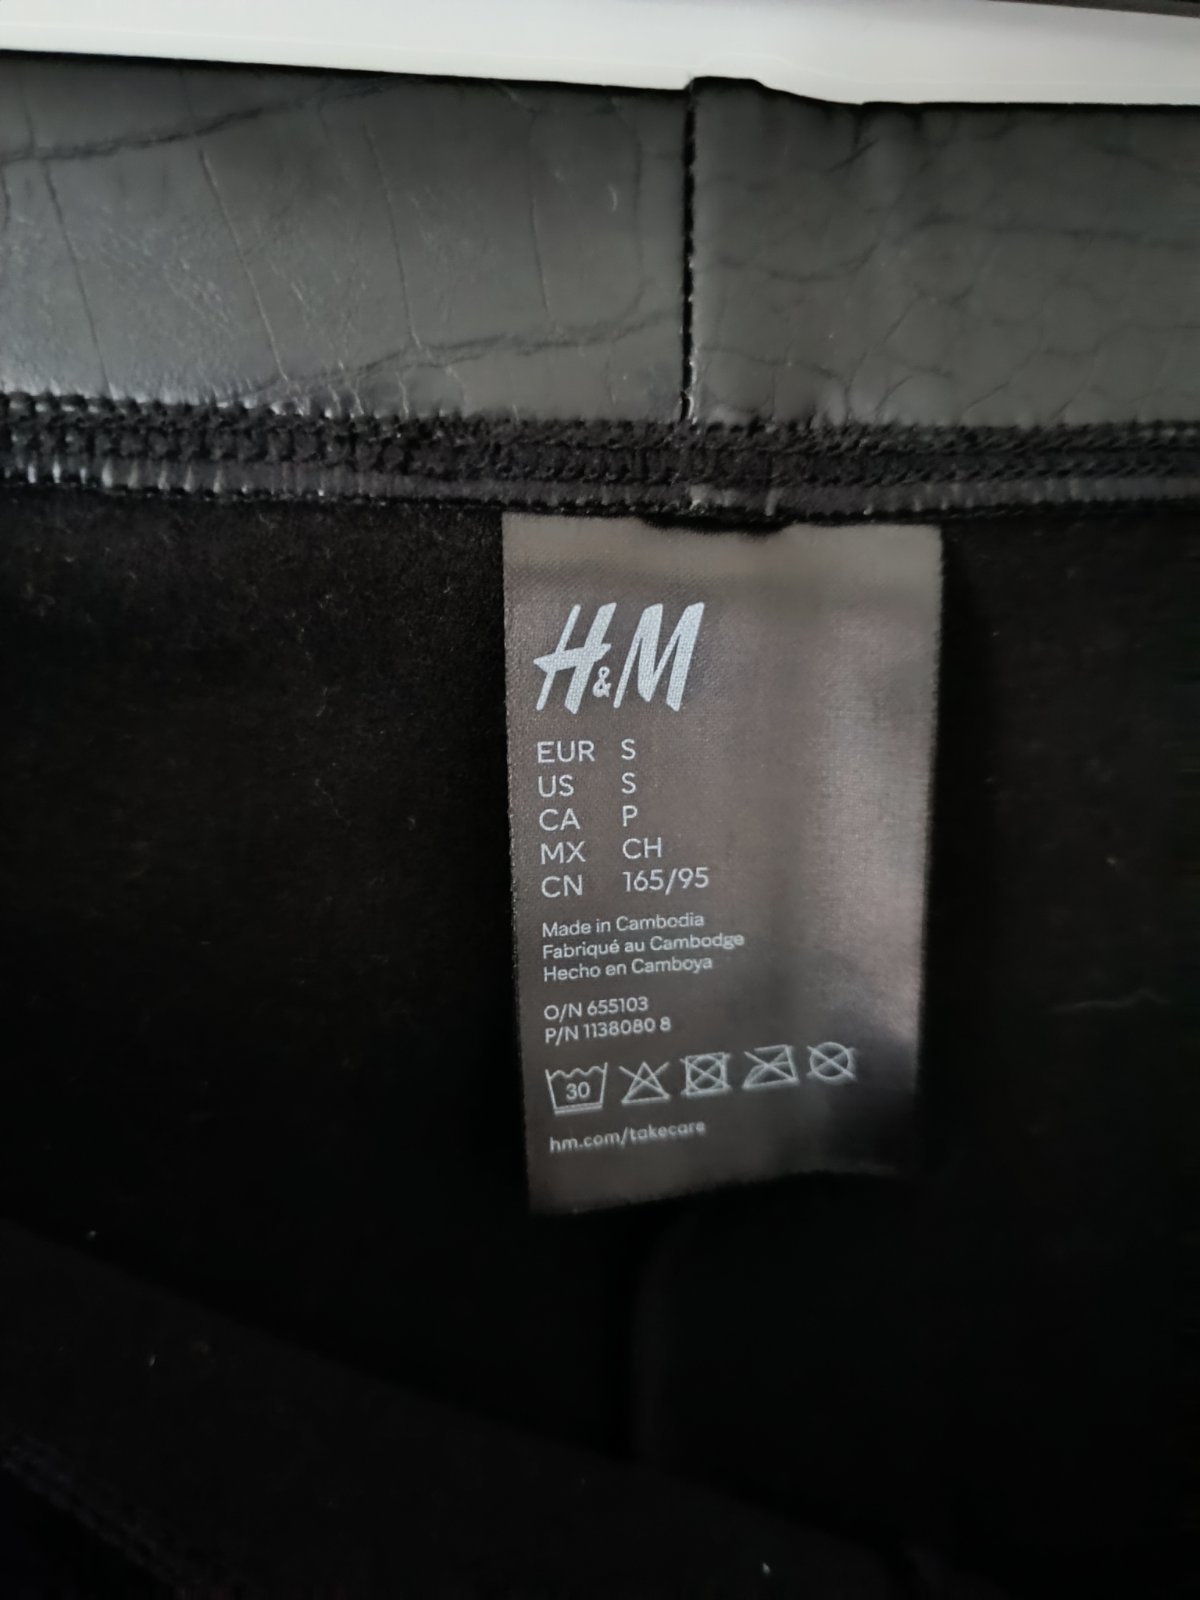 H&M
EUR S
US S
CA P
MX CH
CN 165/95
Made in Cambodia
Fabriqué au Cambodge
Hecho en Camboya
O/N 655103
P/N 1138080 8
30
hm.com/takecare